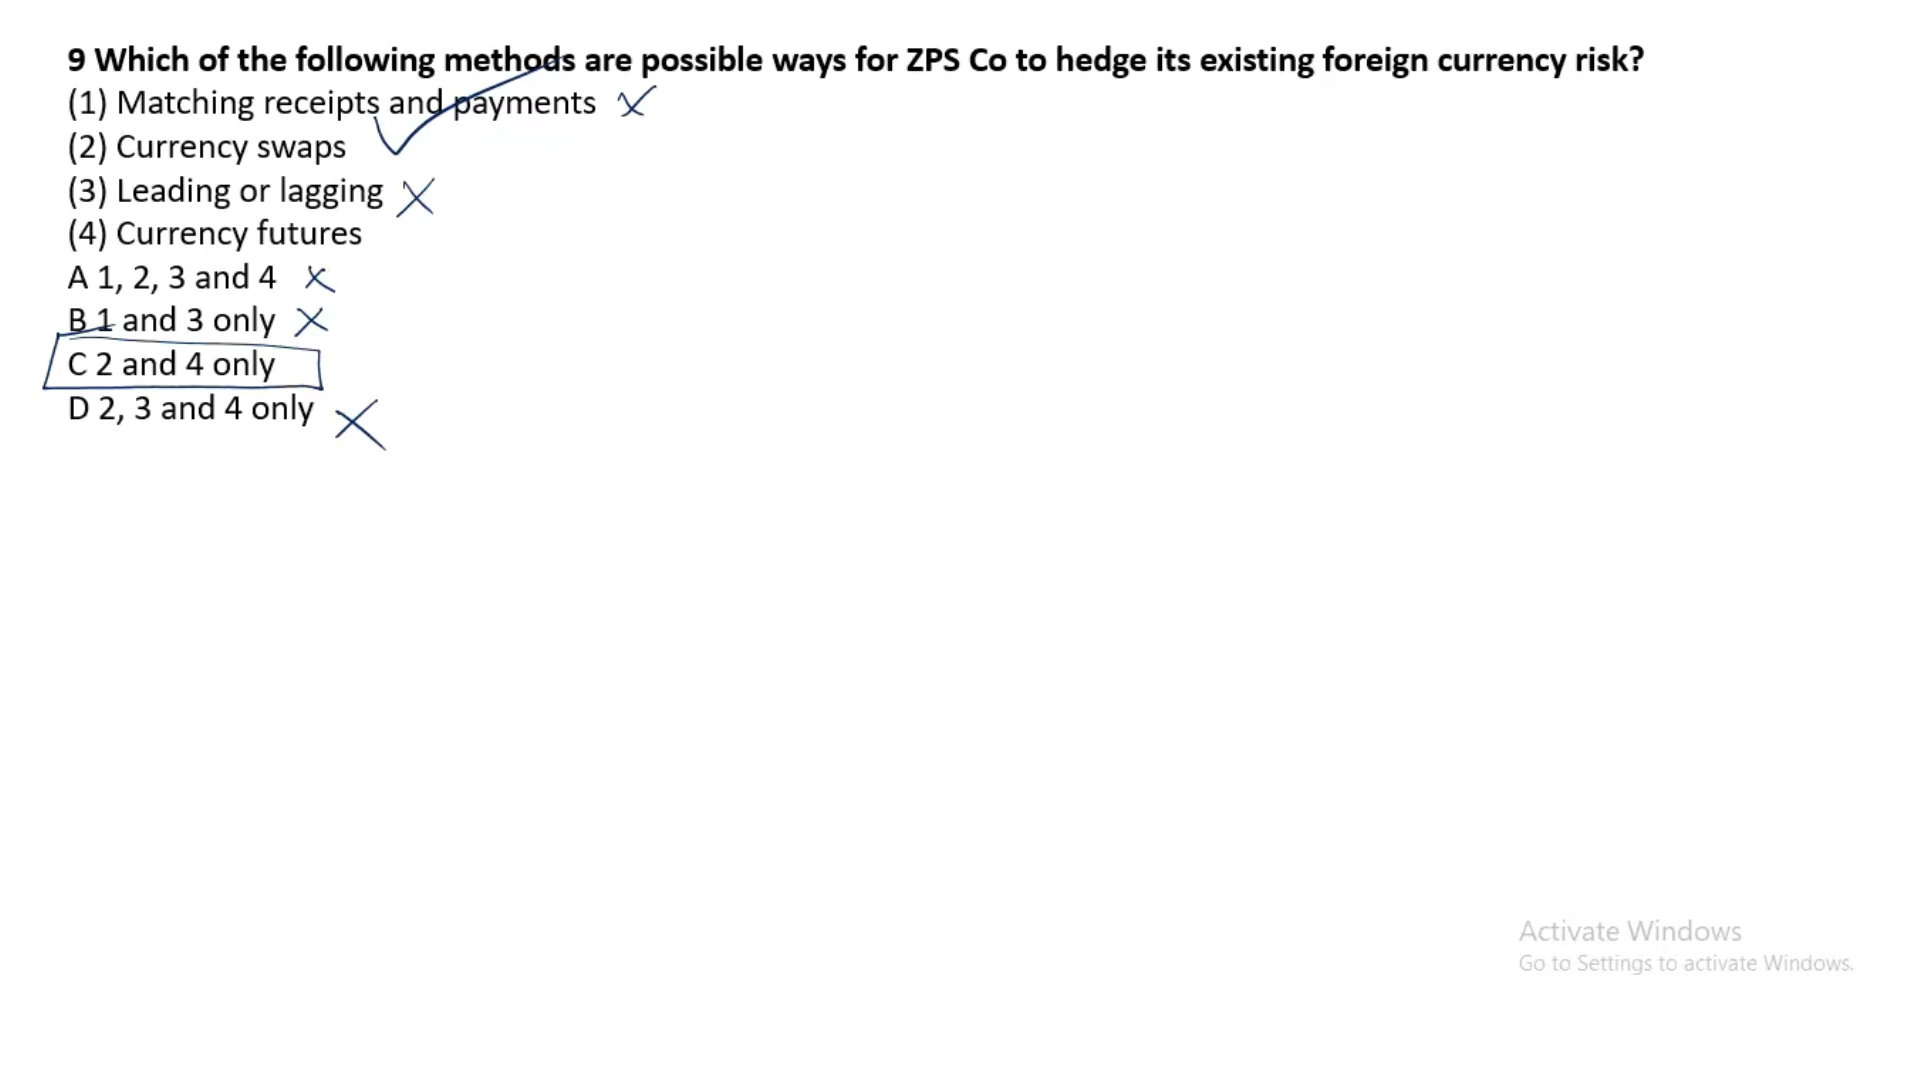 9 Which of the following methods are possible ways for ZPS Co to hedge its existing foreign currency risk?
(1) Matching receipts and payments
(2) Currency swaps
(3) Leading or lagging
(4) Currency futures
A 1, 2, 3 and 4
B 1 and 3 only
C 2 and 4 only
D 2, 3 and 4 only
Activate Windows
Go to Settings to activate Windows.